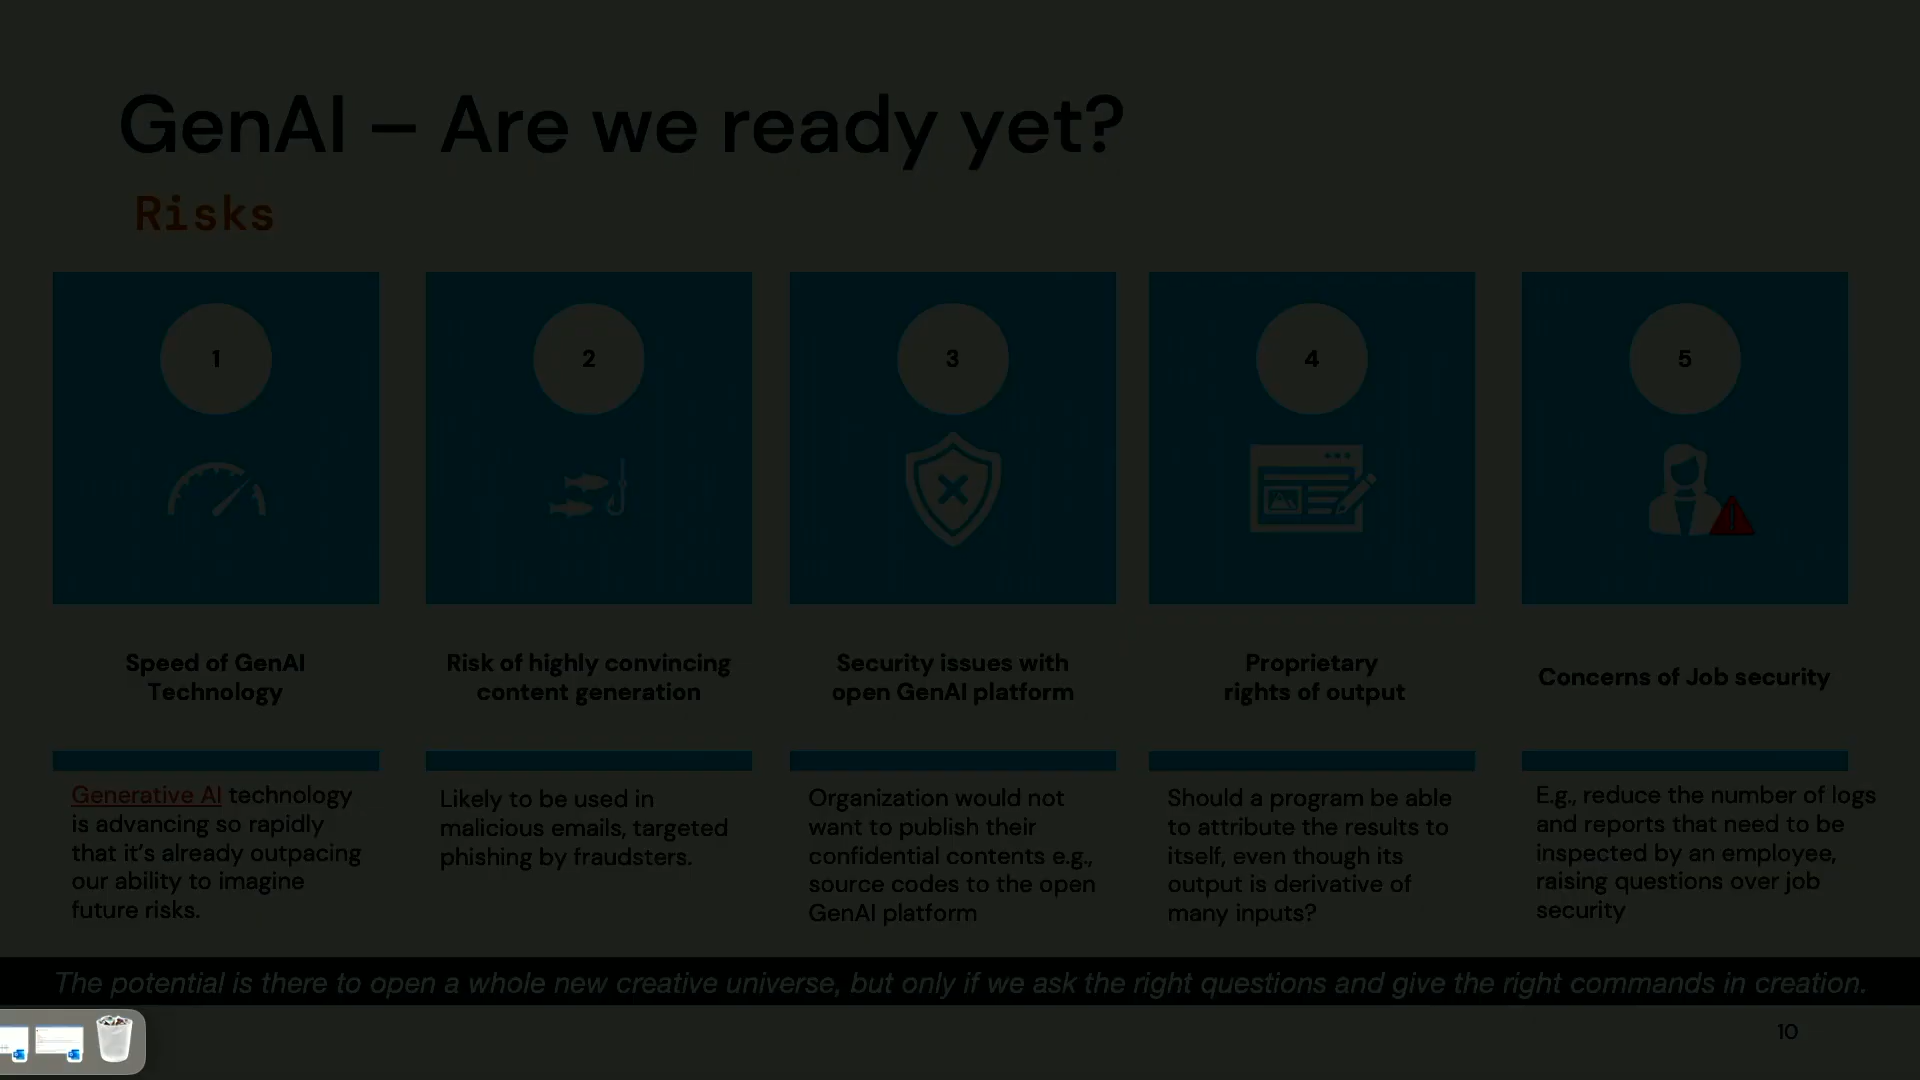 GenAI – Are we ready yet?
Risks
1
2
3
4
5
Speed of GenAI
Technology
Risk of highly convincing
content generation
Security issues with
open GenAI platform
Proprietary
rights of output
Concerns of Job security
Generative AI technology
is advancing so rapidly
that it's already outpacing
our ability to imagine
future risks.
Likely to be used in
malicious emails, targeted
phishing by fraudsters.
Organization would not
want to publish their
confidential contents e.g.,
source codes to the open
GenAI platform
Should a program be able
to attribute the results to
itself, even though its
output is derivative of
many inputs?
E.g., reduce the number of logs
and reports that need to be
inspected by an employee,
raising questions over job
security
The potential is there to open a whole new creative universe, but only if we ask the right questions and give the right commands in creation.
10